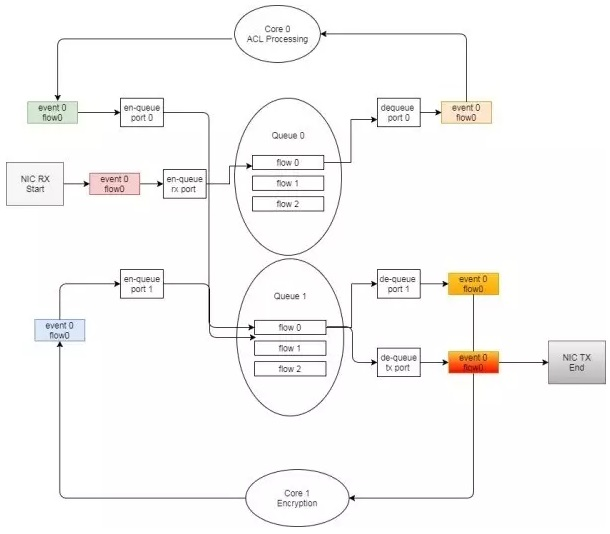 Core 0
ACL Processing
event 0
flow0
en-queue
port 0
dequeue
port 0
event 0
flow0
Queue 0
flow 0
flow 1
flow 2
NIC RX
Start
event 0
flow0
en-queue
rx port
en-queue
port 1
Queue 1
flow 0
flow 1
flow 2
de-queue
port 1
event 0
flow0
event 0
flow0
de-queue
tx port
event 0
flow0
NIC TX
End
Core 1
Encryption